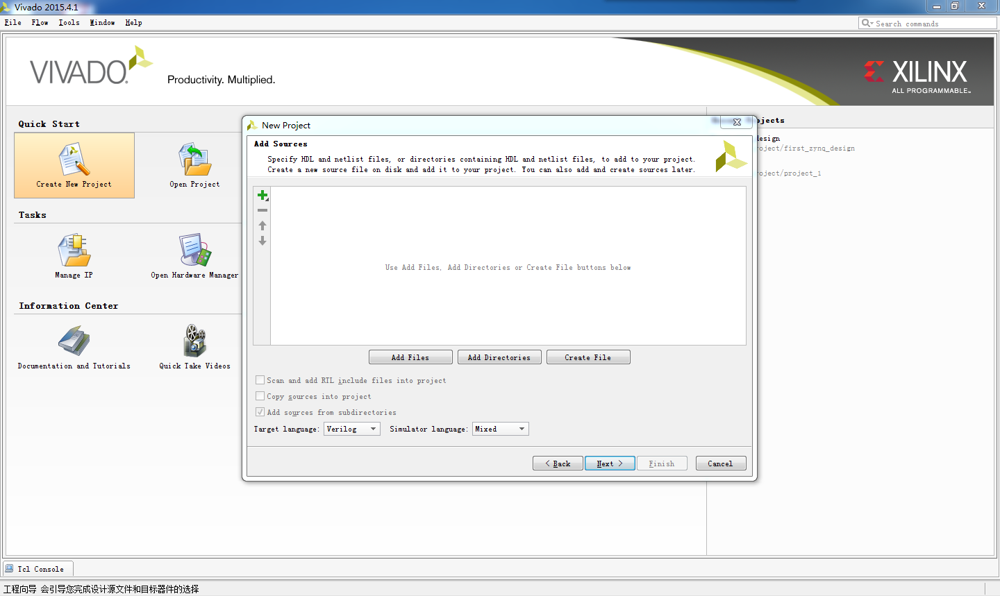 Vivado 2015.4.1
File Flow Tools Window Help
Search commands
VIVADO.
Productivity. Multiplied.
XILINX
ALL PROGRAMMABLE™
Quick Start
Create New Project
Open Project
Tasks
Manage IP
Open Hardware Manager
Information Center
Documentation and Tutorials
Quick Take Videos
ojects
design
roject/first_zynq_design
roject/project_1
New Project
Add Sources
Specify HDL and netlist files, or directories containing HDL and netlist files, to add to your project.
Create a new source file on disk and add it to your project. You can also add and create sources later.
Use Add Files, Add Directories or Create File buttons below
Add Files
Add Directories
Create File
Scan and add RTL include files into project
Copy sources into project
Add sources from subdirectories
Target language: Verilog Simulator language: Mixed
< Back
Next >
Finish
Cancel
Tcl Console
工程向导 会引导您完成设计源文件和目标器件的选择